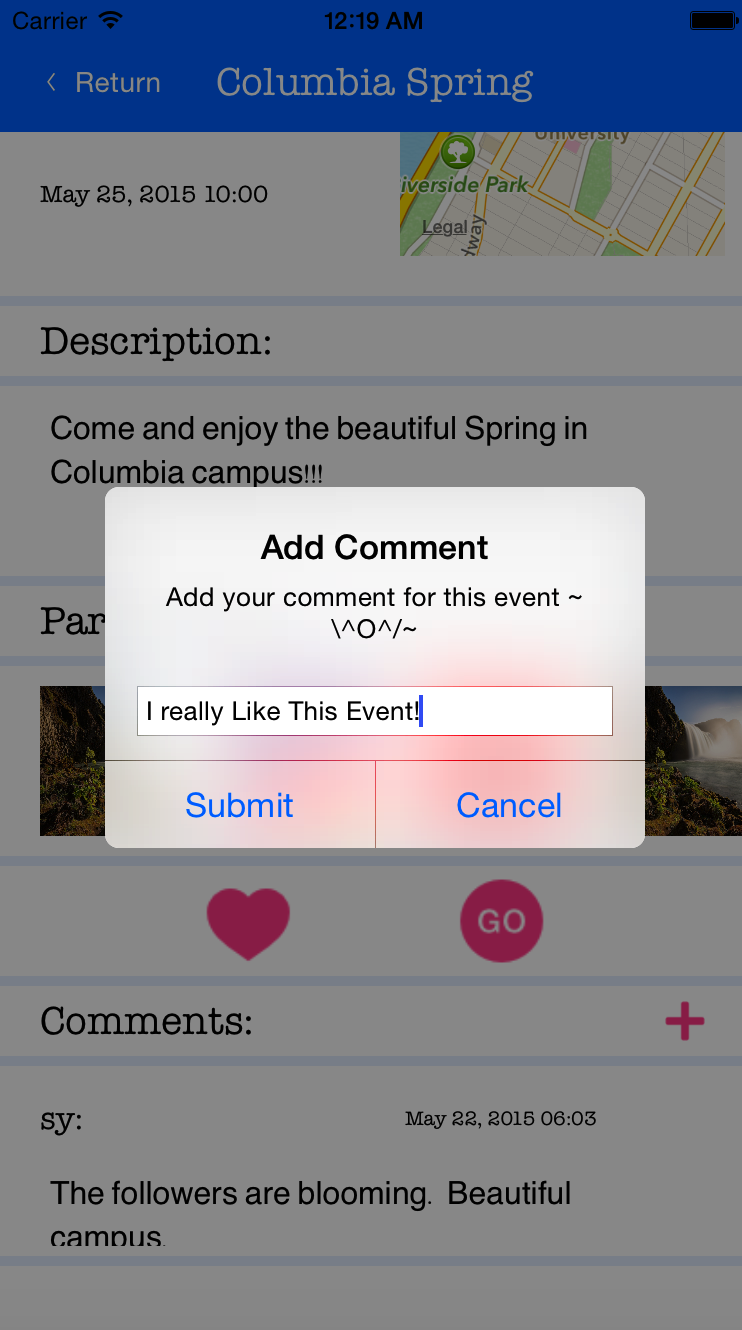 Carrier 12:19 AM
Return Columbia Spring
University
May 25, 2015 10:00
iverside Park
Legal
dway
Description:
Come and enjoy the beautiful Spring in
Columbia campus!!!
Add Comment
Add your comment for this event ~
\^O^/~
Par
I really Like This Event!
Submit Cancel
GO
Comments:
sy: May 22, 2015 06:03
The followers are blooming. Beautiful
campus.